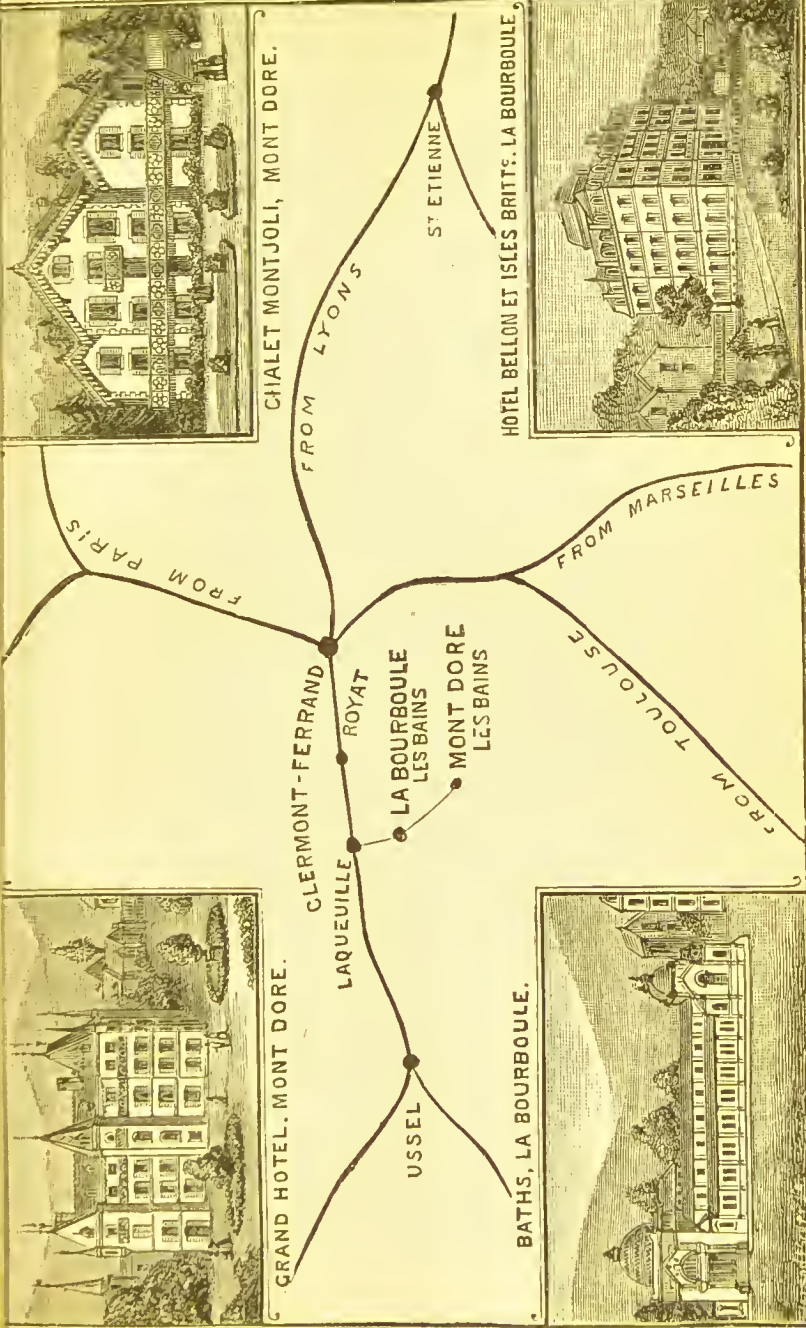 GRAND HOTEL. MONT DORE.
CHALET MONTJOLI, MONT DORE.
FROM PARIS
FROM LYONS
ST ETIENNE
CLERMONT-FERRAND
ROYAT
LAQUEUILLE
LA BOURBOULE
LES BAINS
MONT DORE
LES BAINS
USSEL
FROM TOULOUSE
FROM MARSEILLES
BATHS, LA BOURBOULE.
HOTEL BELLON ET ISLES BRITTS. LA BOURBOULE